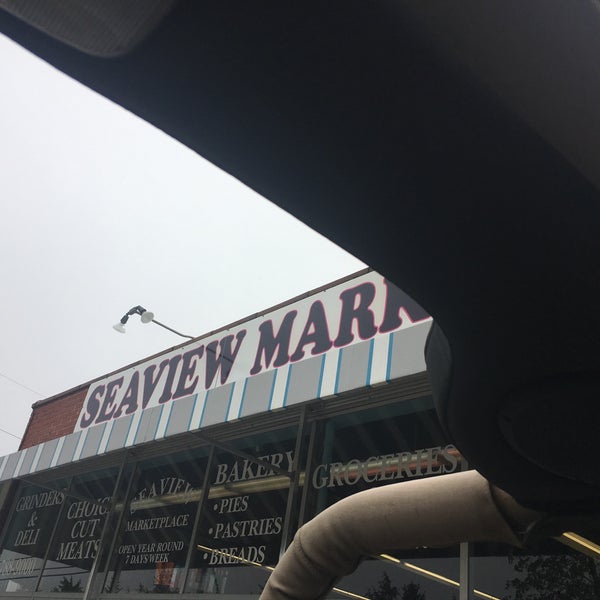 SEAVIEW MARK
GRINDERS
&
DELI
CHOICE
CUT
MEATS
SEAVIEW
MARKETPLACE
OPEN YEAR ROUND
7 DAYS WEEK
BAKERY
•PIES
•PASTRIES
•BREADS
GROCERIES